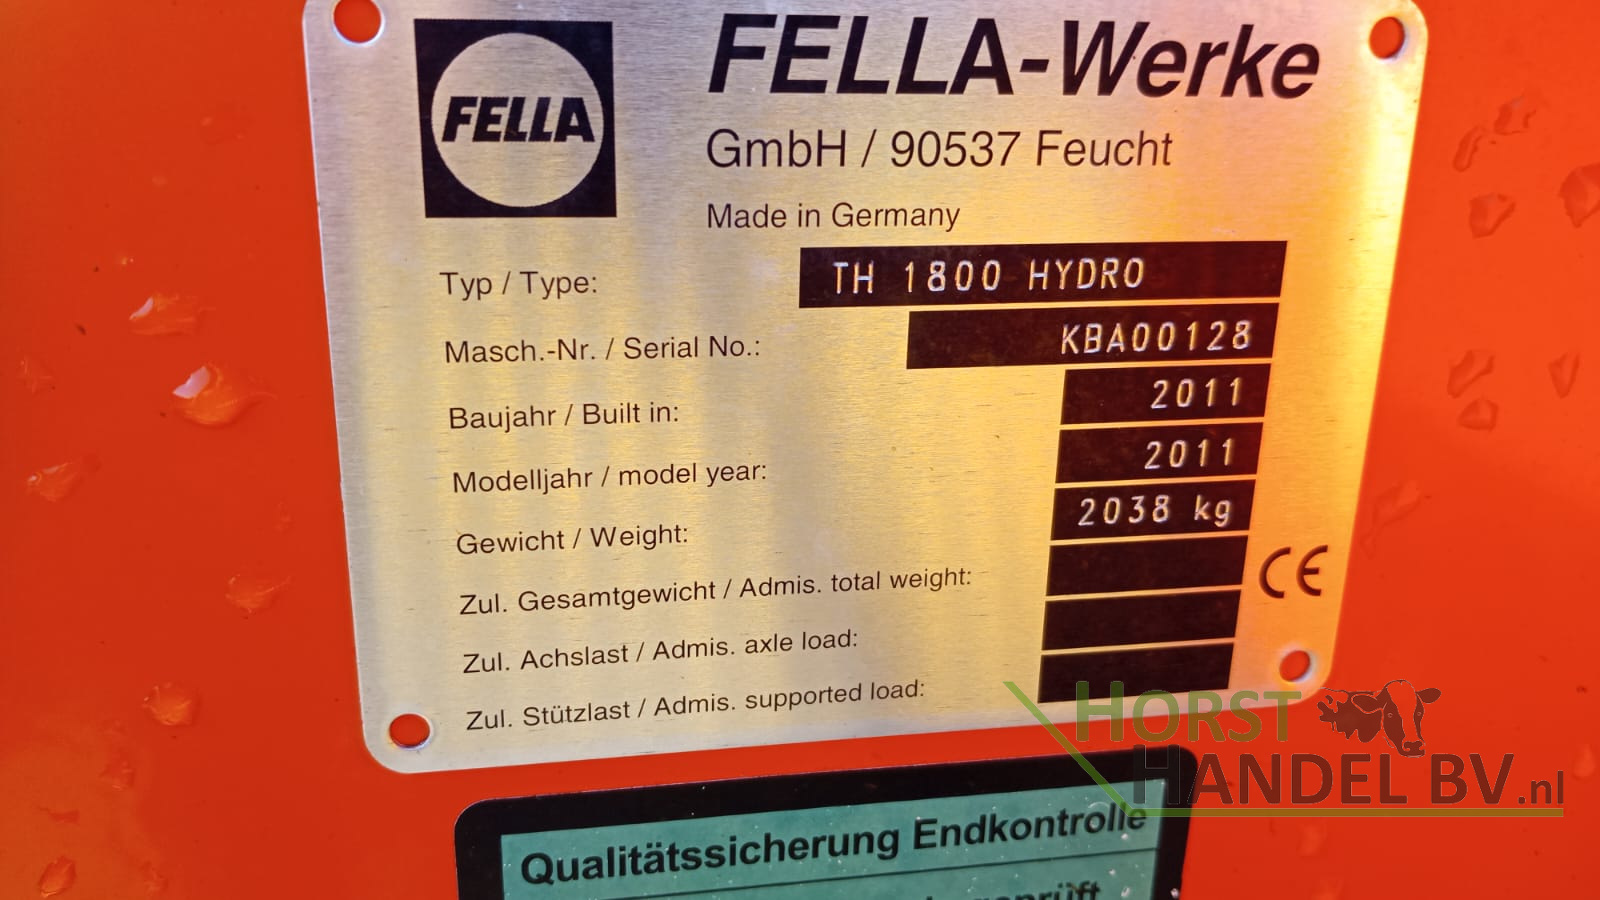 FELLA
FELLA-Werke
GmbH / 90537 Feucht
Made in Germany
Typ / Type: TH 1800 HYDRO
Masch.-Nr. / Serial No.: KBA00128
Baujahr / Built in: 2011
Modelljahr / model year: 2011
Gewicht / Weight: 2038 kg
Zul. Gesamtgewicht / Admis. total weight:
Zul. Achslast / Admis. axle load:
Zul. Stützlast / Admis. supported load:
CE
HORST
HANDEL BV.nl
Qualitätssicherung Endkontrolle